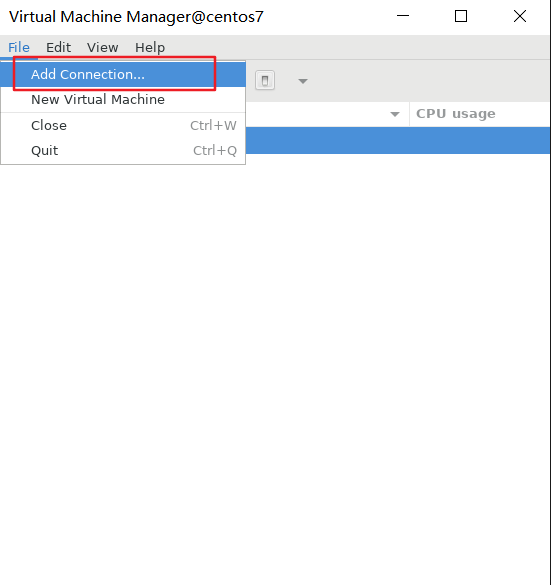 Virtual Machine Manager@centos7
File Edit View Help
Add Connection...
New Virtual Machine
Close Ctrl+W
Quit Ctrl+Q
CPU usage